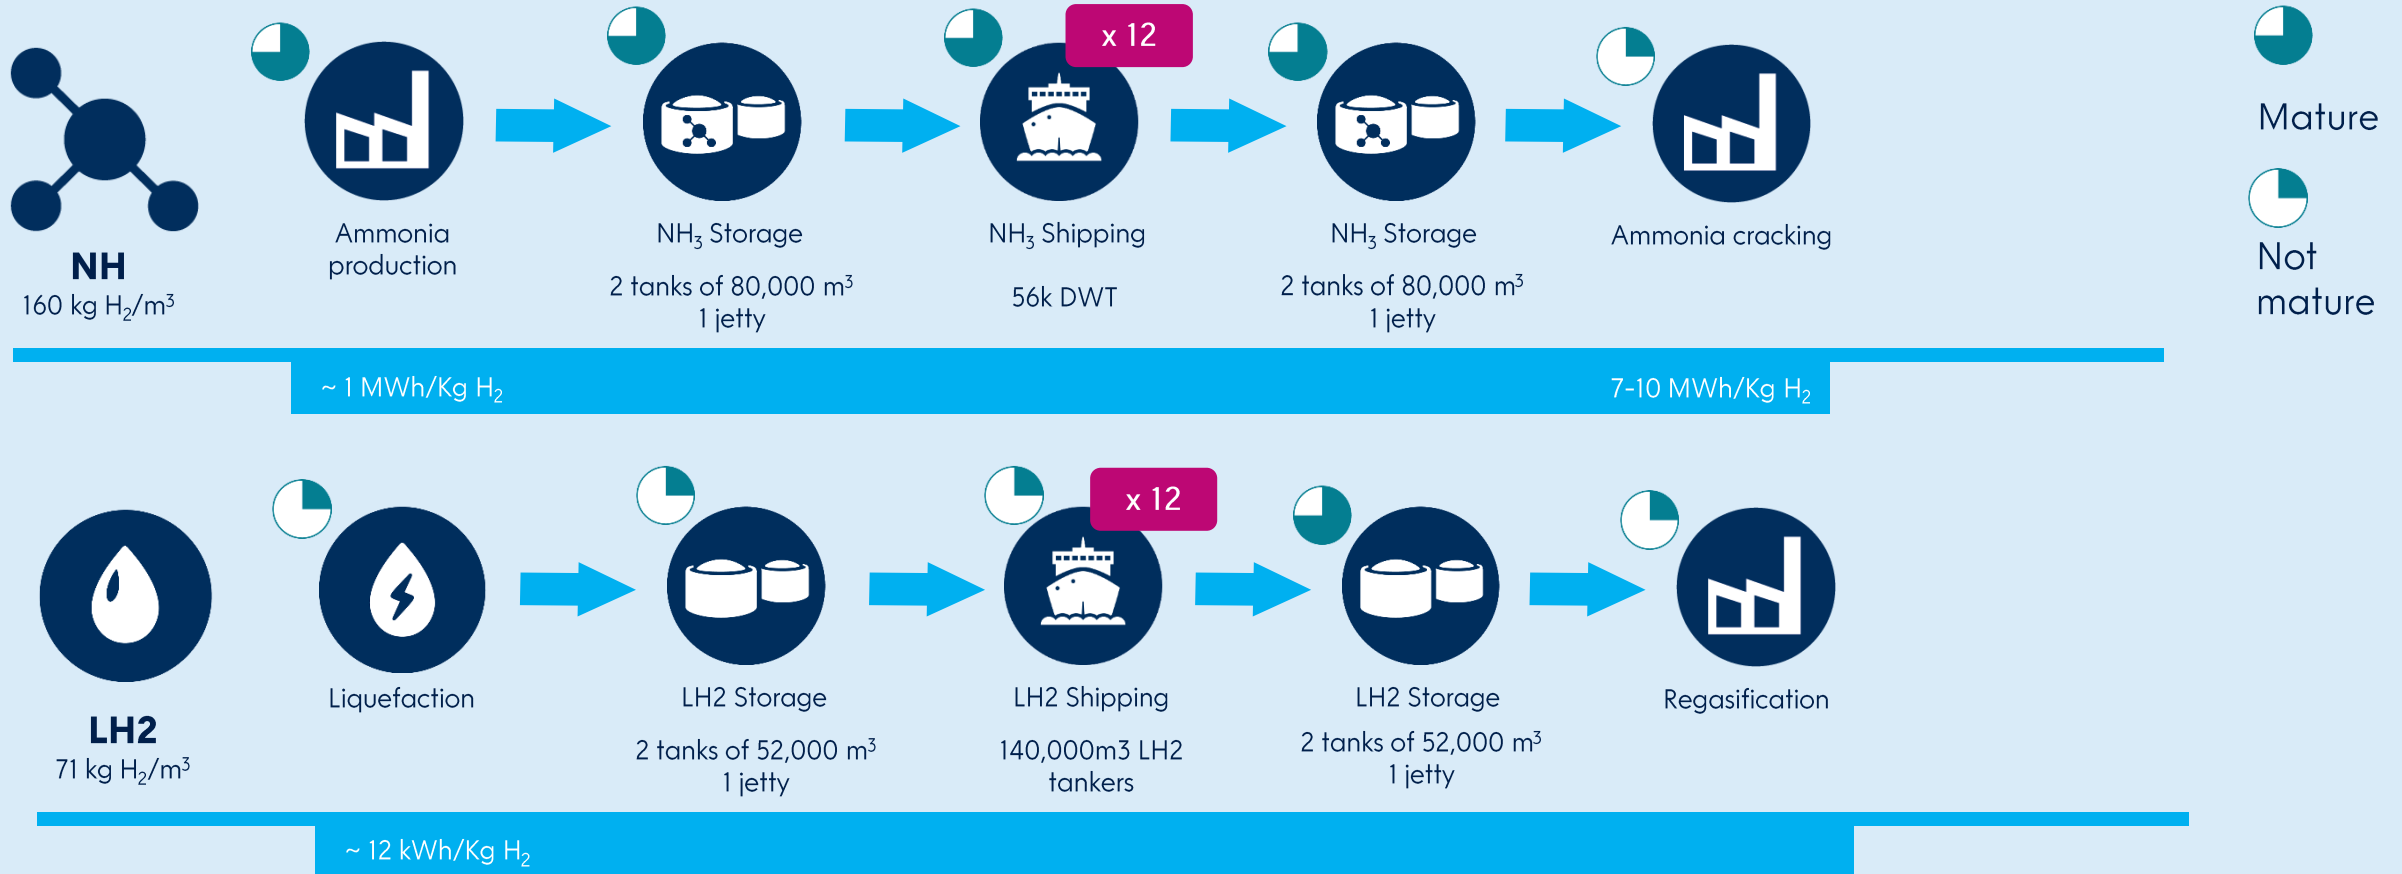 x 12
Mature
Not
mature
NH
160 kg H₂/m³
Ammonia
production
NH₃ Storage
2 tanks of 80,000 m³
1 jetty
NH₃ Shipping
56k DWT
NH₃ Storage
2 tanks of 80,000 m³
1 jetty
Ammonia cracking
~ 1 MWh/Kg H₂
7-10 MWh/Kg H₂
x 12
LH2
71 kg H₂/m³
Liquefaction
LH2 Storage
2 tanks of 52,000 m³
1 jetty
LH2 Shipping
140,000m3 LH2
tankers
LH2 Storage
2 tanks of 52,000 m³
1 jetty
Regasification
~ 12 kWh/Kg H₂